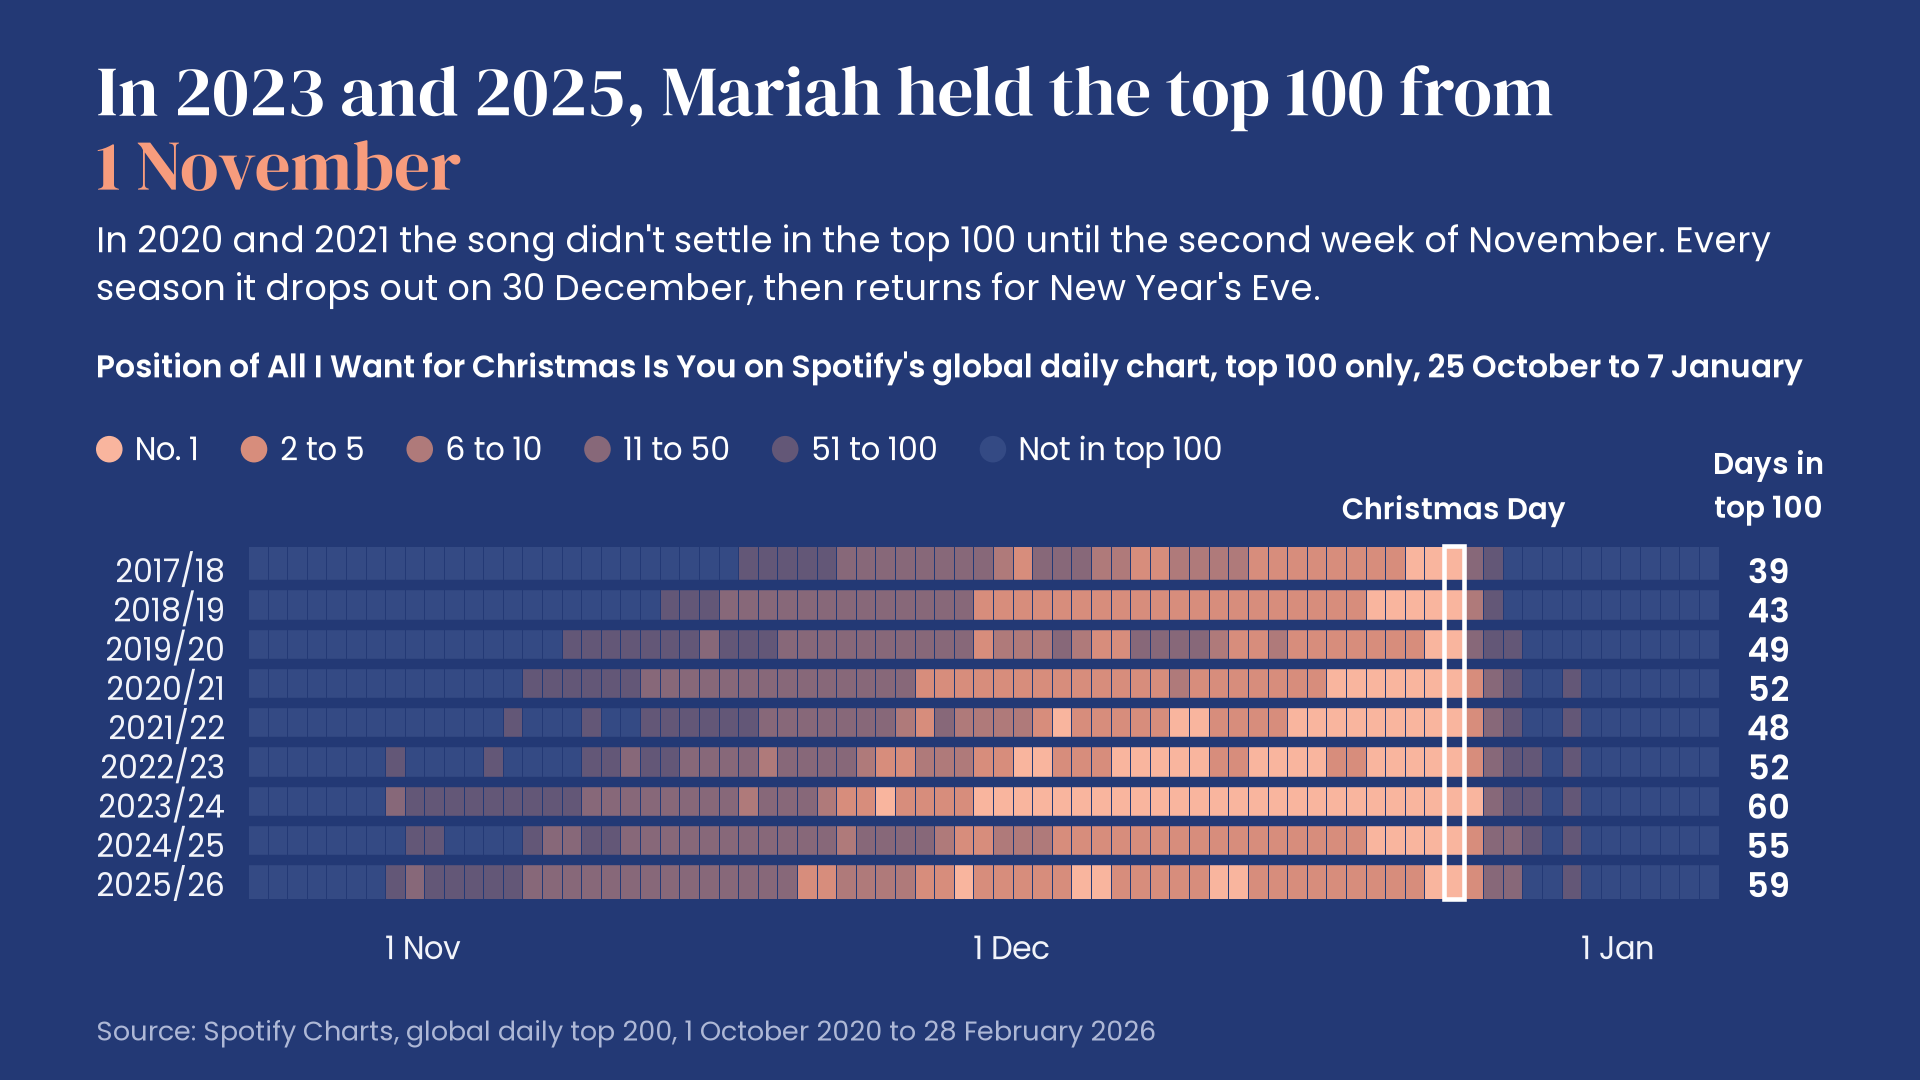 In 2023 and 2025, Mariah held the top 100 from
1 November
In 2020 and 2021 the song didn't settle in the top 100 until the second week of November. Every
season it drops out on 30 December, then returns for New Year's Eve.
Position of All I Want for Christmas Is You on Spotify's global daily chart, top 100 only, 25 October to 7 January
No. 1
2 to 5
6 to 10
11 to 50
51 to 100
Not in top 100
Days in
top 100
Christmas Day
2017/18
39
2018/19
43
2019/20
49
2020/21
52
2021/22
48
2022/23
52
2023/24
60
2024/25
55
2025/26
59
1 Nov
1 Dec
1 Jan
Source: Spotify Charts, global daily top 200, 1 October 2020 to 28 February 2026